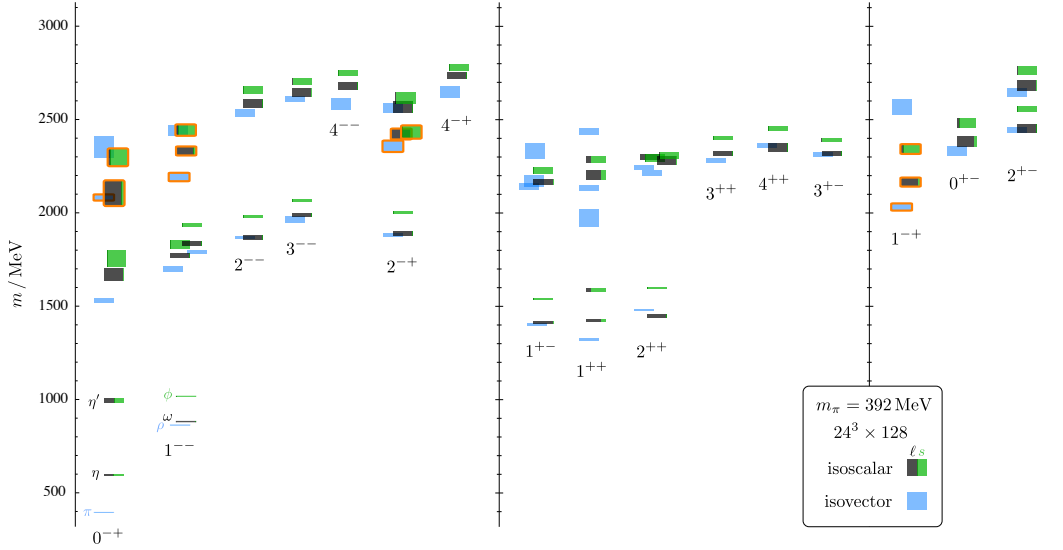 3000
2500
2000
1500
1000
500
m / MeV
4⁻⁻
4⁻⁺
3⁻⁻
2⁻⁻
2⁻⁺
η′
ϕ
ω
ρ
1⁻⁻
η
π
0⁻⁺
3⁺⁺
4⁺⁺
3⁺⁻
1⁺⁻
1⁺⁺
2⁺⁺
0⁺⁻
2⁺⁻
1⁻⁺
m_π = 392 MeV
24³ × 128
ℓ s
isoscalar
isovector